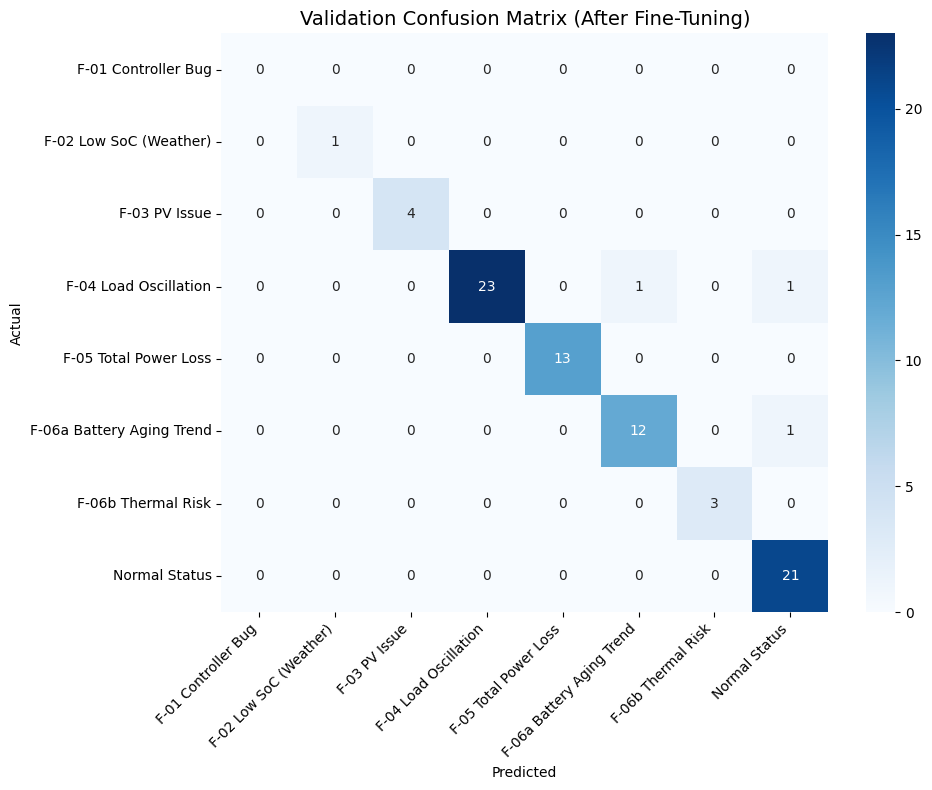 Validation Confusion Matrix (After Fine-Tuning)
F-01 Controller Bug 0 0 0 0 0 0 0 0
F-02 Low SoC (Weather) 0 1 0 0 0 0 0 0
F-03 PV Issue 0 0 4 0 0 0 0 0
F-04 Load Oscillation 0 0 0 23 0 1 0 1
F-05 Total Power Loss 0 0 0 0 13 0 0 0
F-06a Battery Aging Trend 0 0 0 0 0 12 0 1
F-06b Thermal Risk 0 0 0 0 0 0 3 0
Normal Status 0 0 0 0 0 0 0 21
Actual
F-01 Controller Bug
F-02 Low SoC (Weather)
F-03 PV Issue
F-04 Load Oscillation
F-05 Total Power Loss
F-06a Battery Aging Trend
F-06b Thermal Risk
Normal Status
Predicted
20
15
10
5
0